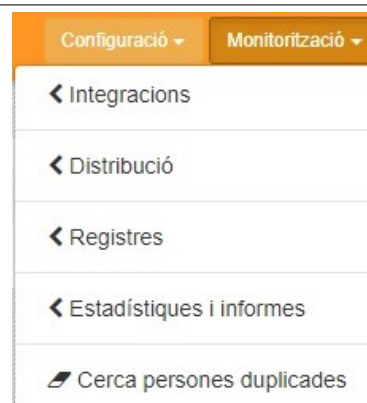 Configuració Monitorització
Integracions
Distribució
Registres
Estadístiques i informes
Cerca persones duplicades